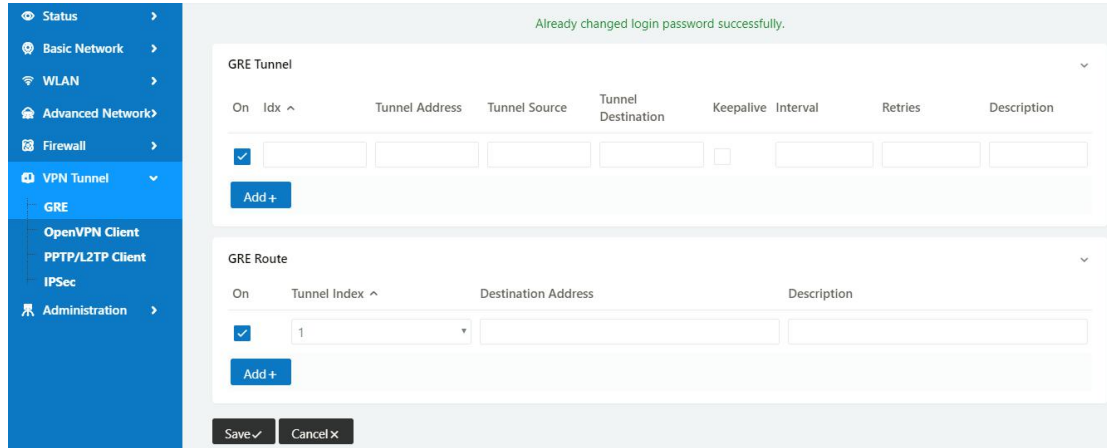 Status
Basic Network
WLAN
Advanced Network
Firewall
VPN Tunnel
GRE
OpenVPN Client
PPTP/L2TP Client
IPSec
Administration
Already changed login password successfully.
GRE Tunnel
On Idx Tunnel Address Tunnel Source Tunnel Destination Keepalive Interval Retries Description
Add+
GRE Route
On Tunnel Index Destination Address Description
1
Add+
Save Cancel